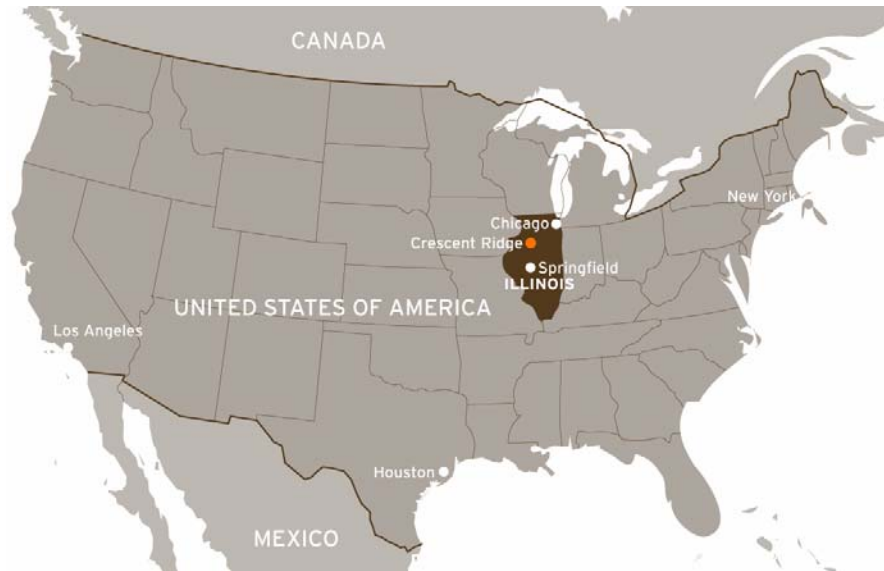 CANADA
New York
Chicago
Crescent Ridge
Springfield
ILLINOIS
UNITED STATES OF AMERICA
Los Angeles
Houston
MEXICO